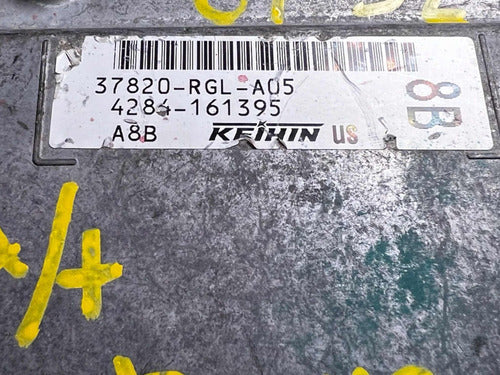 37820-RGL-A05
4284-161395
8B
A8B KEIHIN US